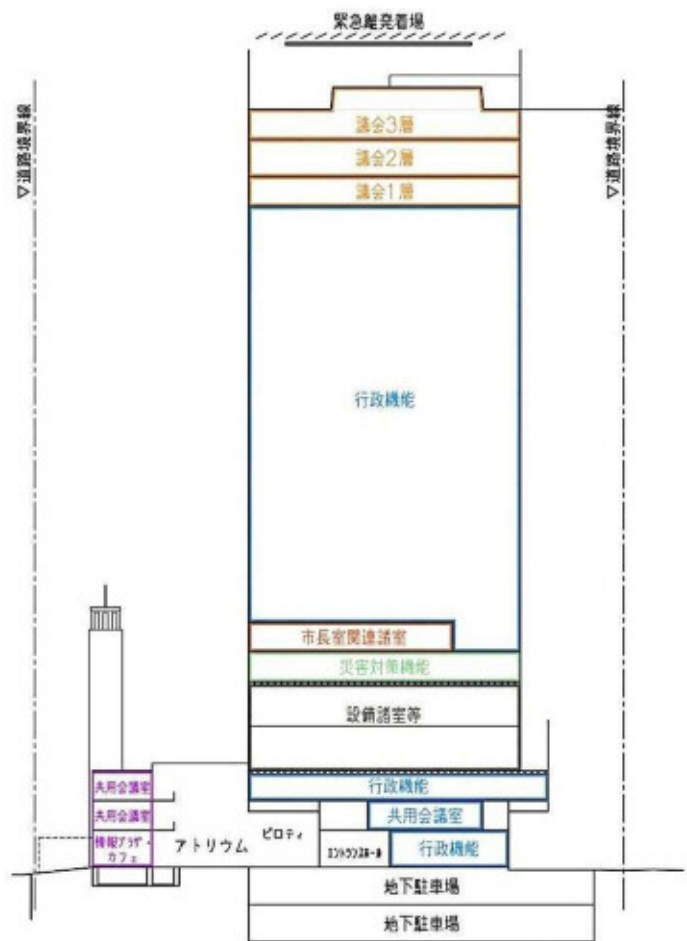 緊急離発着場
▽道路境界線
▽道路境界線
議会3層
議会2層
議会1層
行政機能
市長室関連諸室
災害対策機能
設備諸室等
行政機能
共用会議室
共用会議室
共用会議室
情報プラザ・
カフェ
アトリウム
ピロティ
エントランスホール
行政機能
地下駐車場
地下駐車場